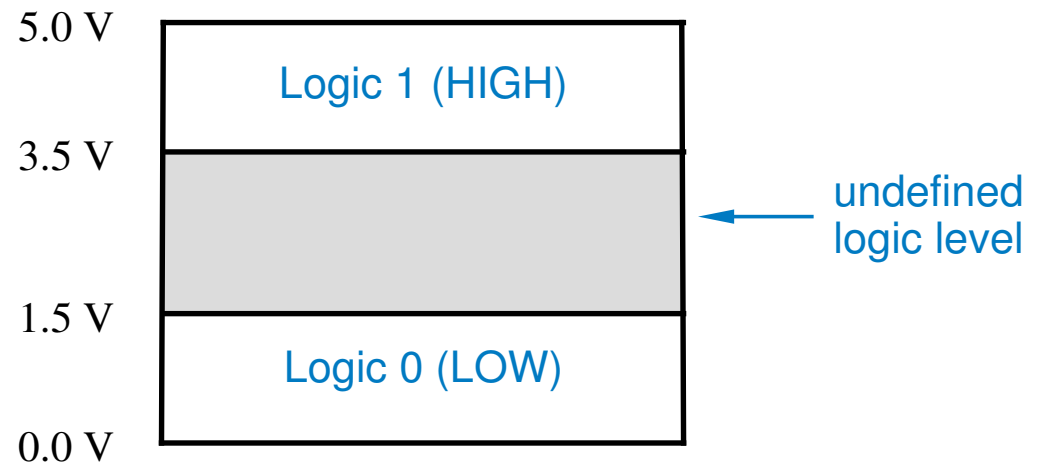 5.0 V
Logic 1 (HIGH)
3.5 V
undefined
logic level
1.5 V
Logic 0 (LOW)
0.0 V